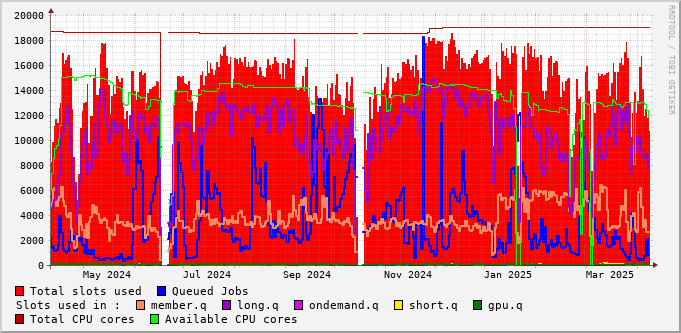 20000
18000
16000
14000
12000
10000
8000
6000
4000
2000
0
May 2024 Jul 2024 Sep 2024 Nov 2024 Jan 2025 Mar 2025
RRDTOOL / TOBI OETIKER
Total slots used Queued Jobs
Slots used in : member.q long.q ondemand.q short.q gpu.q
Total CPU cores Available CPU cores